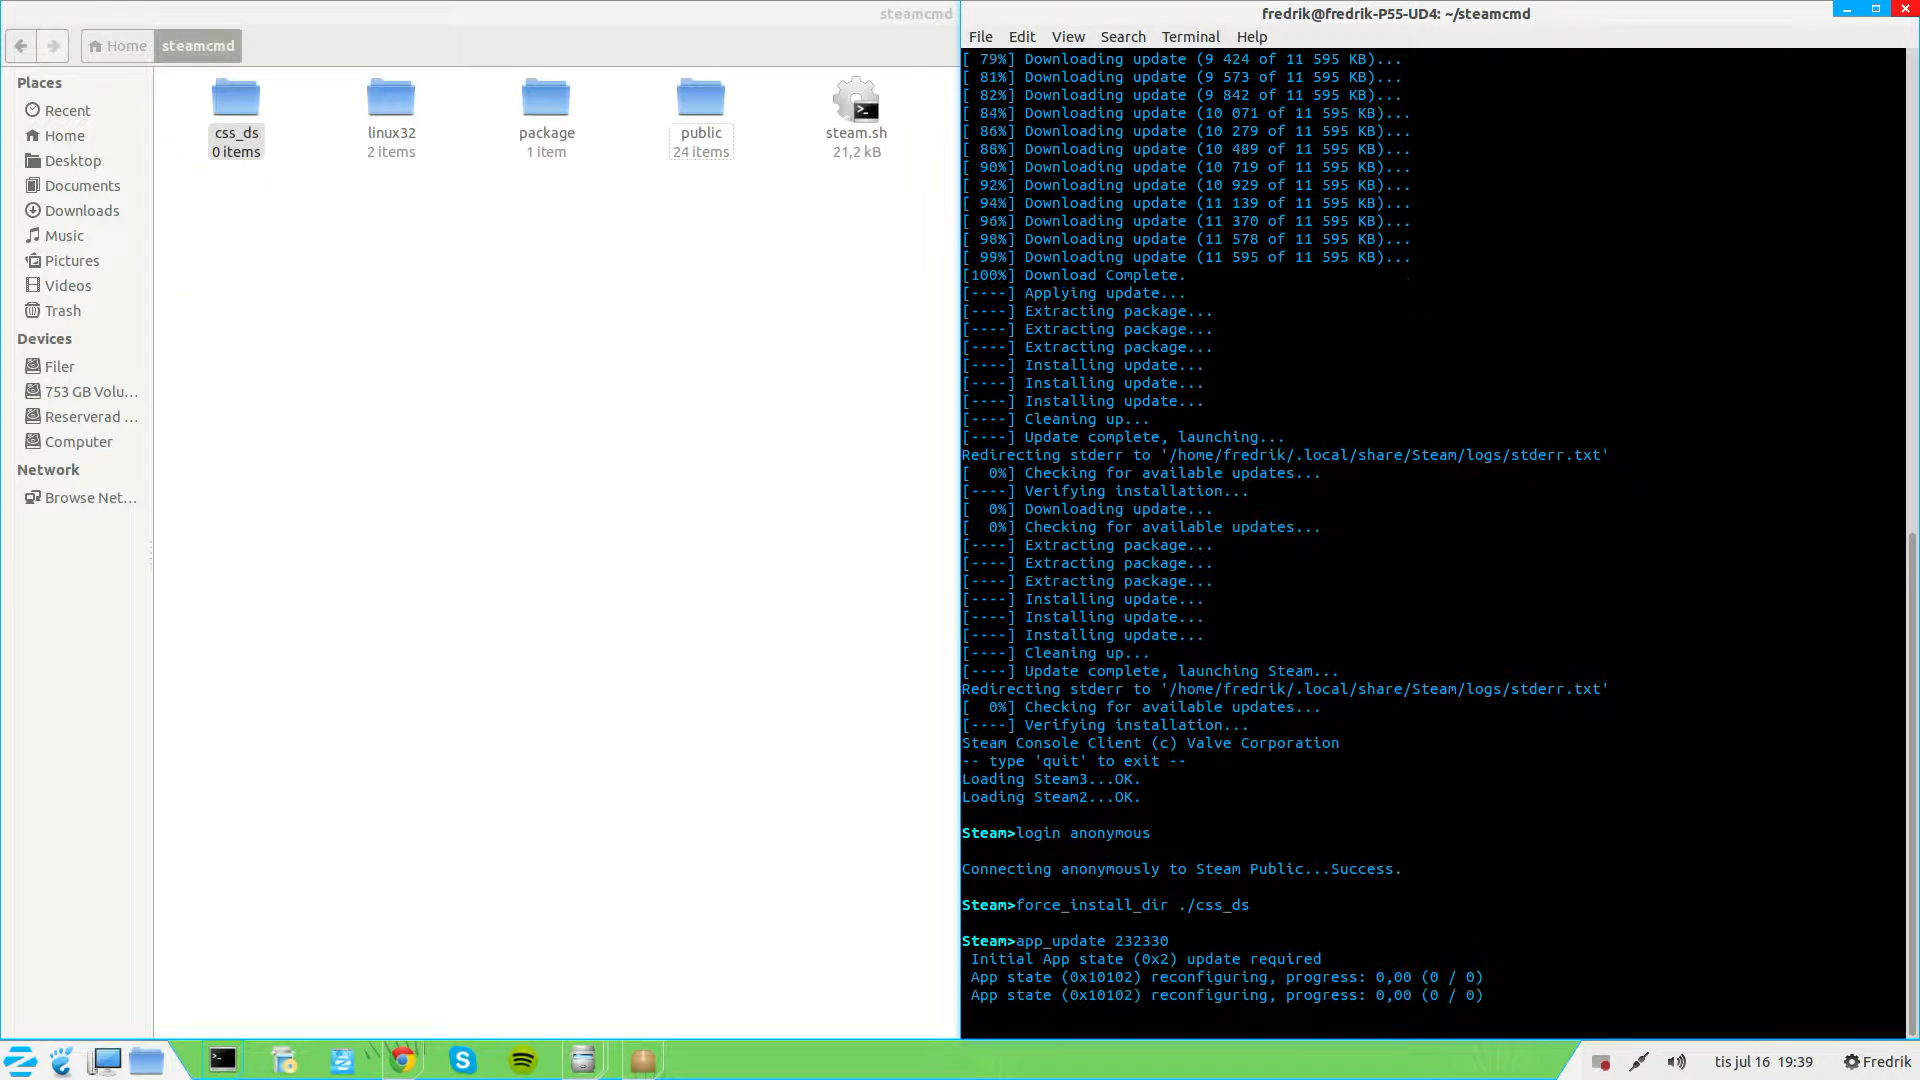 steamcmd
Home
steamcmd
Places
Recent
Home
Desktop
Documents
Downloads
Music
Pictures
Videos
Trash
Devices
Filer
753 GB Volu...
Reserverad ...
Computer
Network
Browse Net...
css_ds
0 items
linux32
2 items
package
1 item
public
24 items
steam.sh
21,2 kB
fredrik@fredrik-P55-UD4: ~/steamcmd
File Edit View Search Terminal Help
[ 79%] Downloading update (9 424 of 11 595 KB)...
[ 81%] Downloading update (9 573 of 11 595 KB)...
[ 82%] Downloading update (9 842 of 11 595 KB)...
[ 84%] Downloading update (10 071 of 11 595 KB)...
[ 86%] Downloading update (10 279 of 11 595 KB)...
[ 88%] Downloading update (10 489 of 11 595 KB)...
[ 90%] Downloading update (10 719 of 11 595 KB)...
[ 92%] Downloading update (10 929 of 11 595 KB)...
[ 94%] Downloading update (11 139 of 11 595 KB)...
[ 96%] Downloading update (11 370 of 11 595 KB)...
[ 98%] Downloading update (11 578 of 11 595 KB)...
[ 99%] Downloading update (11 595 of 11 595 KB)...
[100%] Download Complete.
[----] Applying update...
[----] Extracting package...
[----] Extracting package...
[----] Extracting package...
[----] Installing update...
[----] Installing update...
[----] Installing update...
[----] Cleaning up...
[----] Update complete, launching...
Redirecting stderr to '/home/fredrik/.local/share/Steam/logs/stderr.txt'
[  0%] Checking for available updates...
[----] Verifying installation...
[  0%] Downloading update...
[  0%] Checking for available updates...
[----] Extracting package...
[----] Extracting package...
[----] Extracting package...
[----] Installing update...
[----] Installing update...
[----] Installing update...
[----] Cleaning up...
[----] Update complete, launching Steam...
Redirecting stderr to '/home/fredrik/.local/share/Steam/logs/stderr.txt'
[  0%] Checking for available updates...
[----] Verifying installation...
Steam Console Client (c) Valve Corporation
-- type 'quit' to exit --
Loading Steam3...OK.
Loading Steam2...OK.
Steam>login anonymous
Connecting anonymously to Steam Public...Success.
Steam>force_install_dir ./css_ds
Steam>app_update 232330
Initial App state (0x2) update required
App state (0x10102) reconfiguring, progress: 0,00 (0 / 0)
App state (0x10102) reconfiguring, progress: 0,00 (0 / 0)
tis jul 16 19:39
Fredrik